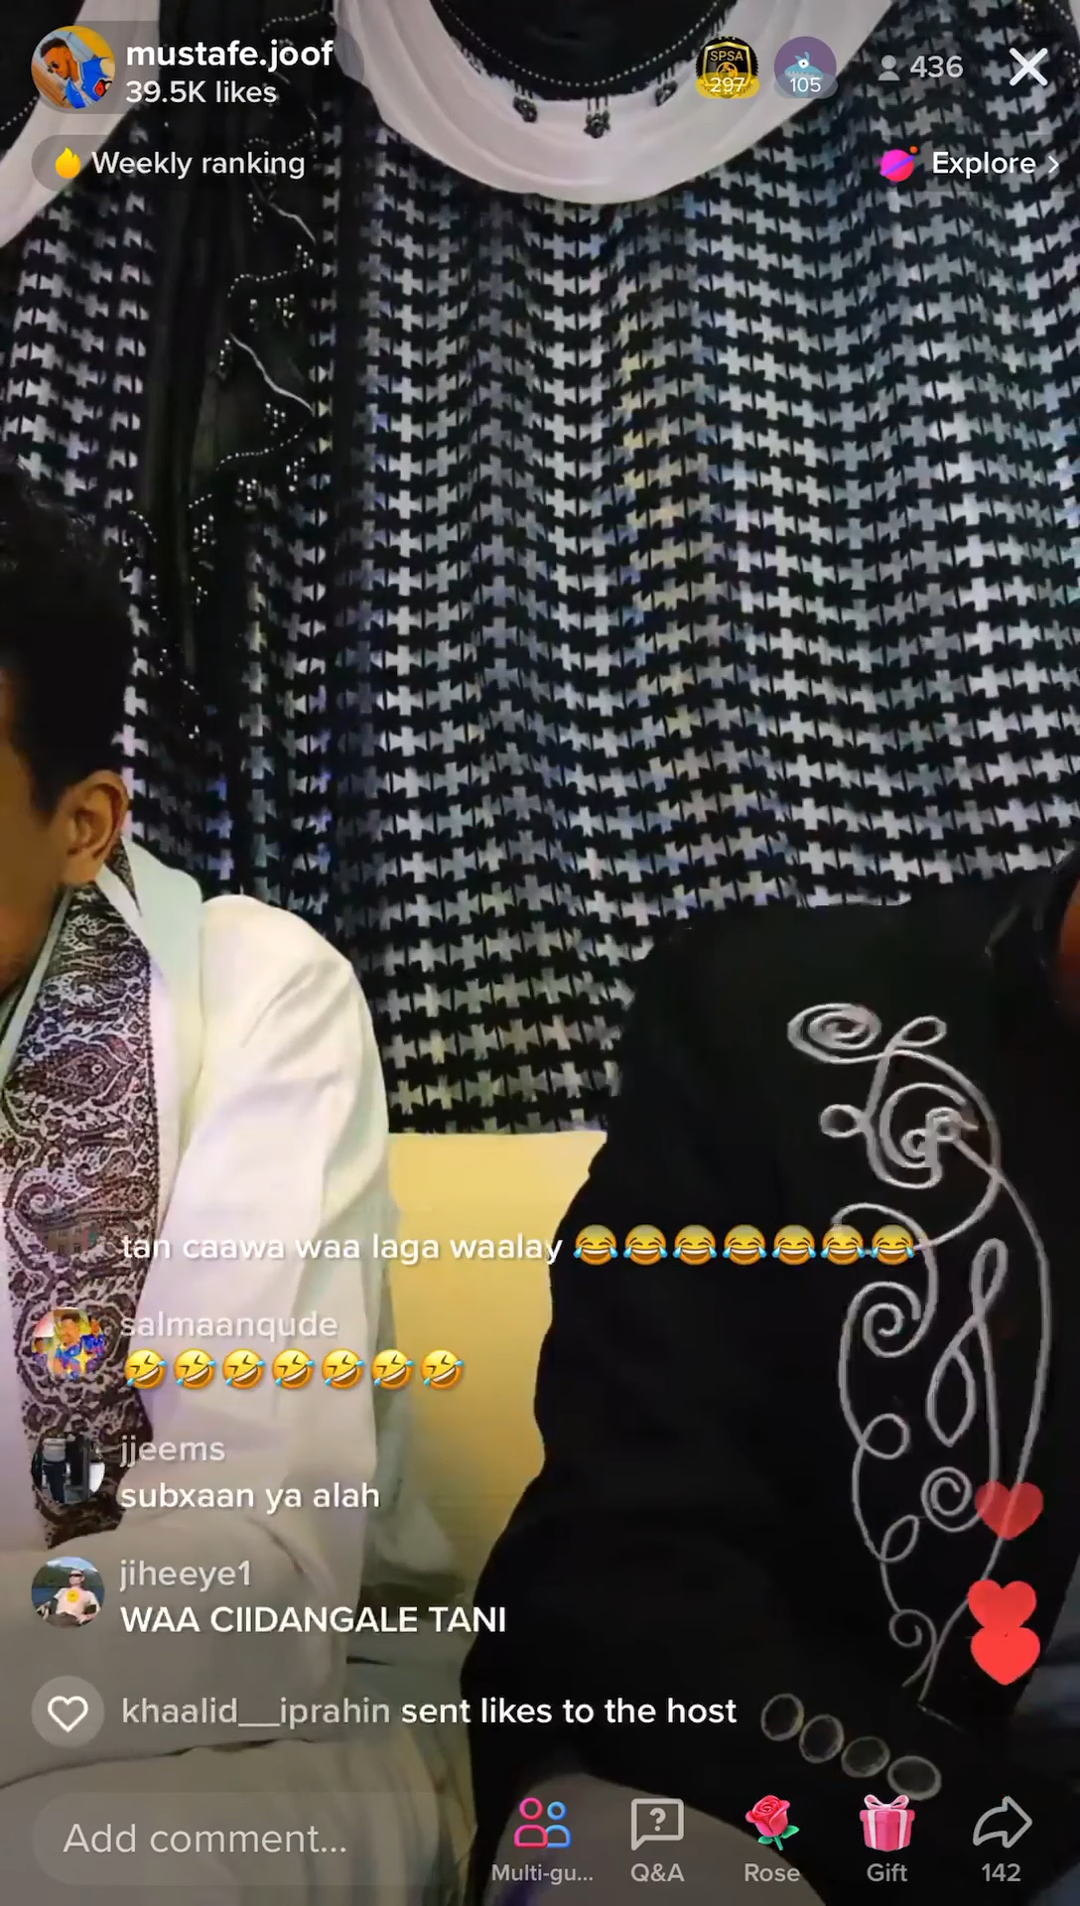 mustafe.joof
39.5K likes
SPSA
297
105
436
Weekly ranking
Explore
tan caawa waa laga waalay 😂😂😂😂😂😂😂
salmaanqude
🤣🤣🤣🤣🤣🤣🤣
jjeems
subxaan ya alah
jiheeye1
WAA CIIDANGALE TANI
khaalid__iprahin sent likes to the host
Add comment...
Multi-gu...
Q&A
Rose
Gift
142